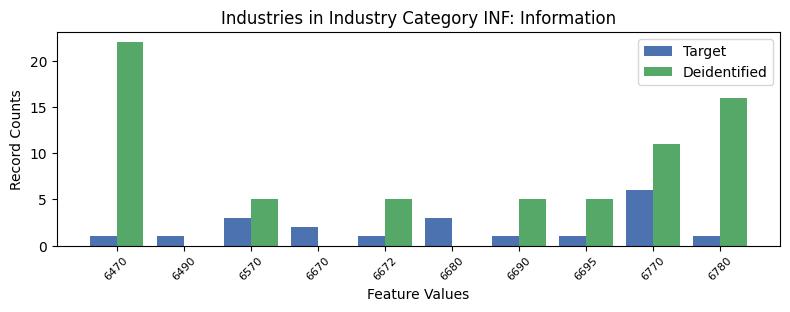 Industries in Industry Category INF: Information
Target
Deidentified
Record Counts
20
15
10
5
0
6470 6490 6570 6670 6672 6680 6690 6695 6770 6780
Feature Values